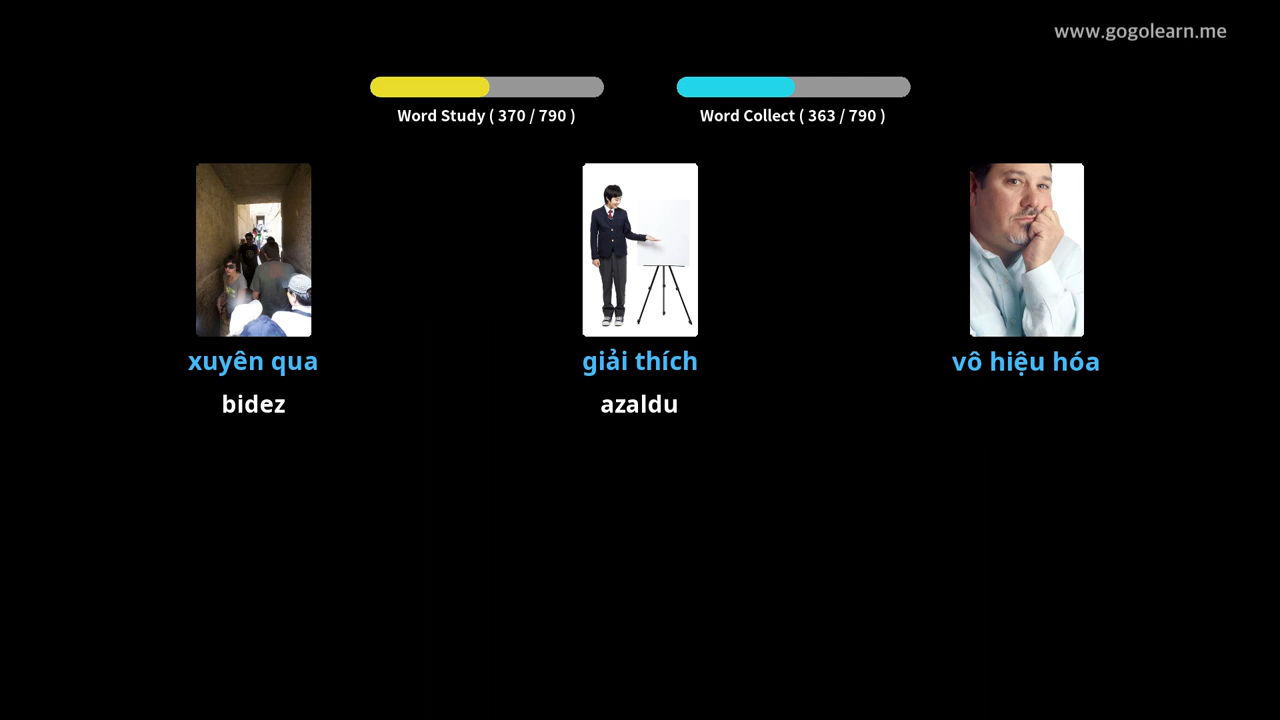 www.gogolearn.me
Word Study ( 370 / 790 )
Word Collect ( 363 / 790 )
xuyên qua
giải thích
vô hiệu hóa
bidez
azaldu